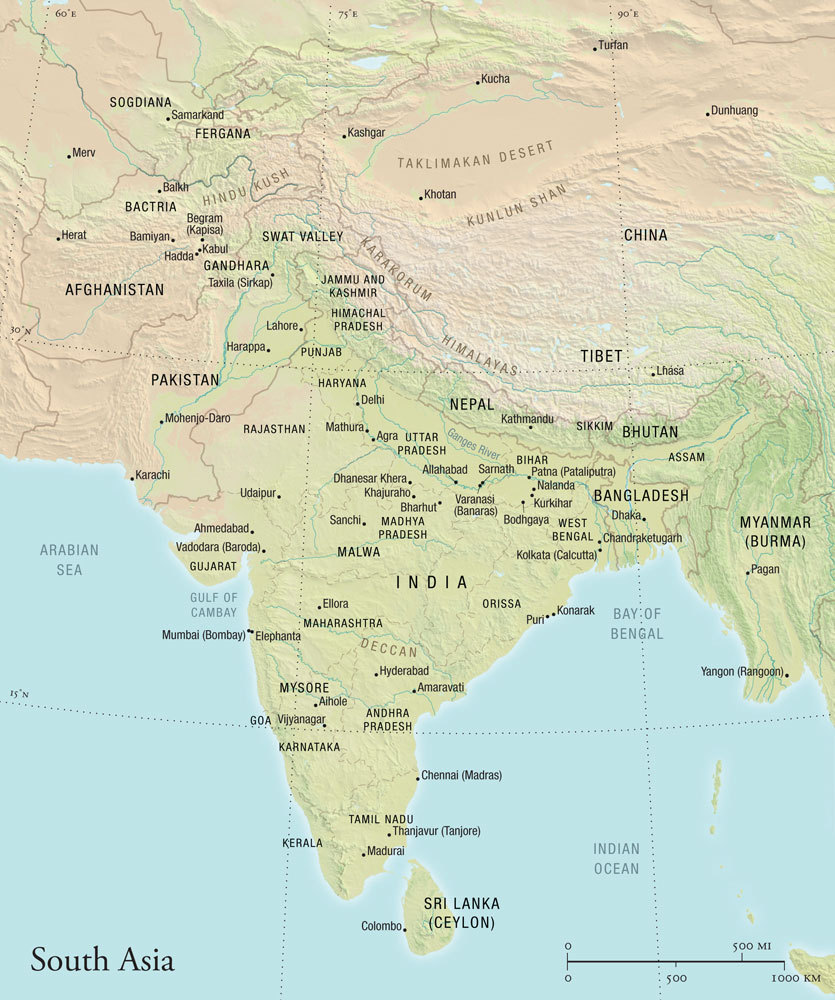 60°E
75°E
90°E
Turfan
Kucha
SOGDIANA
Samarkand
Dunhuang
FERGANA
Kashgar
Merv
TAKLIMAKAN DESERT
Balkh
HINDU KUSH
Khotan
KUNLUN SHAN
BACTRIA
Begram
(Kapisa)
Herat
Bamiyan
SWAT VALLEY
CHINA
Kabul
Hadda
GANDHARA
KARAKORUM
Taxila (Sirkap)
AFGHANISTAN
JAMMU AND
KASHMIR
HIMACHAL
PRADESH
30°N
Lahore
HIMALAYAS
Harappa
PUNJAB
TIBET
Lhasa
PAKISTAN
HARYANA
Delhi
NEPAL
Mohenjo-Daro
Kathmandu
RAJASTHAN
Mathura
SIKKIM
BHUTAN
Agra
UTTAR
PRADESH
Ganges River
ASSAM
Karachi
BIHAR
Allahabad
Sarnath
Patna (Pataliputra)
Dhanesar Khera
Nalanda
Udaipur
Khajuraho
Varanasi
(Banaras)
Kurkihar
BANGLADESH
Bharhut
Bodhgaya
Dhaka
Ahmedabad
Sanchi
MADHYA
PRADESH
WEST
BENGAL
MYANMAR
(BURMA)
Chandraketugarh
Vadodara (Baroda)
MALWA
Kolkata (Calcutta)
ARABIAN
SEA
GUJARAT
Pagan
INDIA
GULF OF
CAMBAY
Ellora
ORISSA
Konarak
BAY OF
BENGAL
Puri
MAHARASHTRA
Mumbai (Bombay)
Elephanta
DECCAN
Hyderabad
Yangon (Rangoon)
MYSORE
Amaravati
15°N
Aihole
GOA
Vijyanagar
ANDHRA
PRADESH
KARNATAKA
Chennai (Madras)
TAMIL NADU
Thanjavur (Tanjore)
KERALA
Madurai
INDIAN
OCEAN
SRI LANKA
(CEYLON)
Colombo
South Asia
0
500 MI
0
500
1000 KM